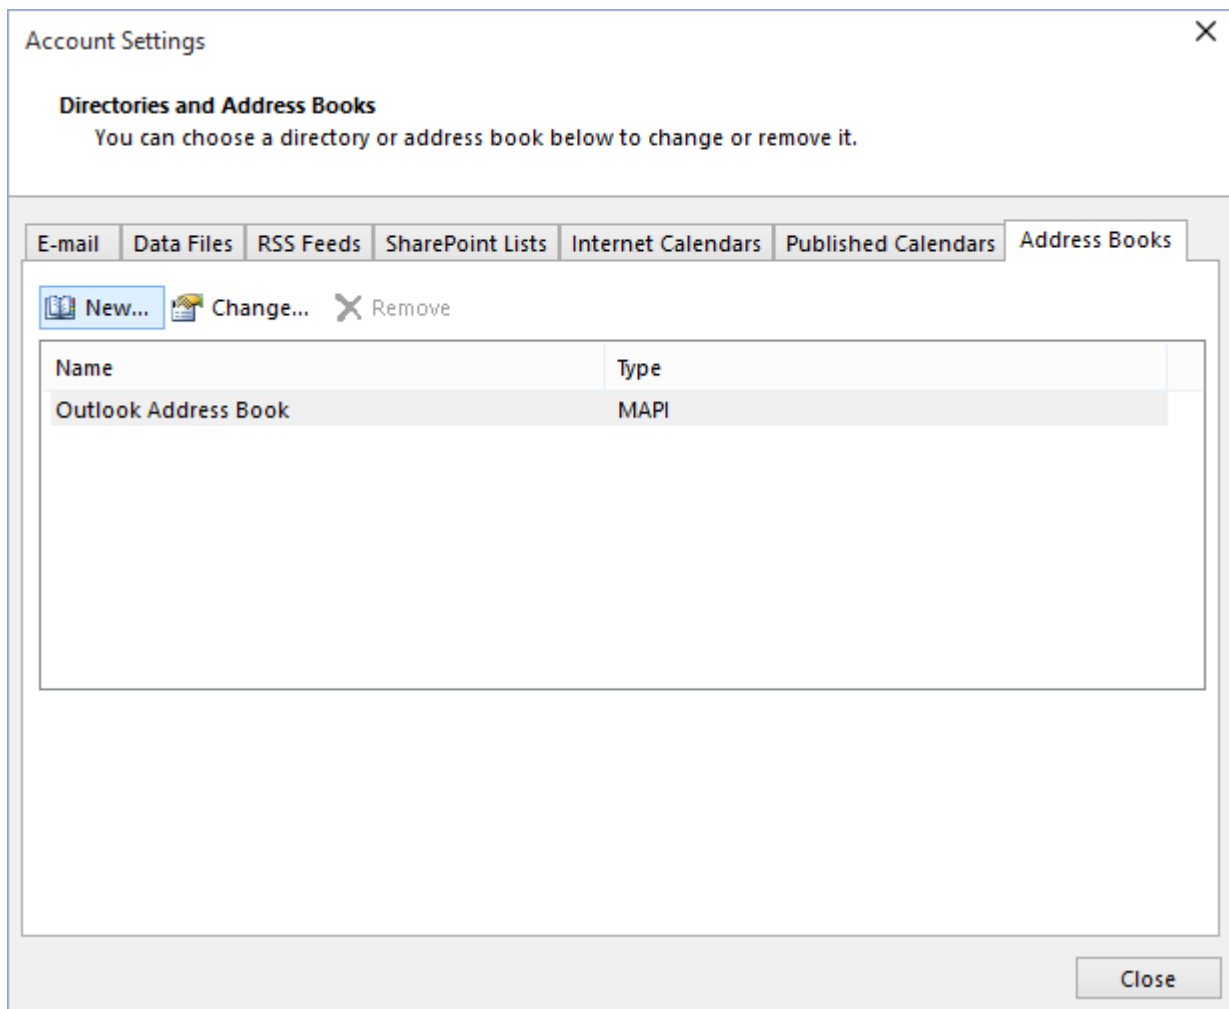 Account Settings
Directories and Address Books
You can choose a directory or address book below to change or remove it.
E-mail Data Files RSS Feeds SharePoint Lists Internet Calendars Published Calendars Address Books
New... Change... Remove
Name Type
Outlook Address Book MAPI
Close